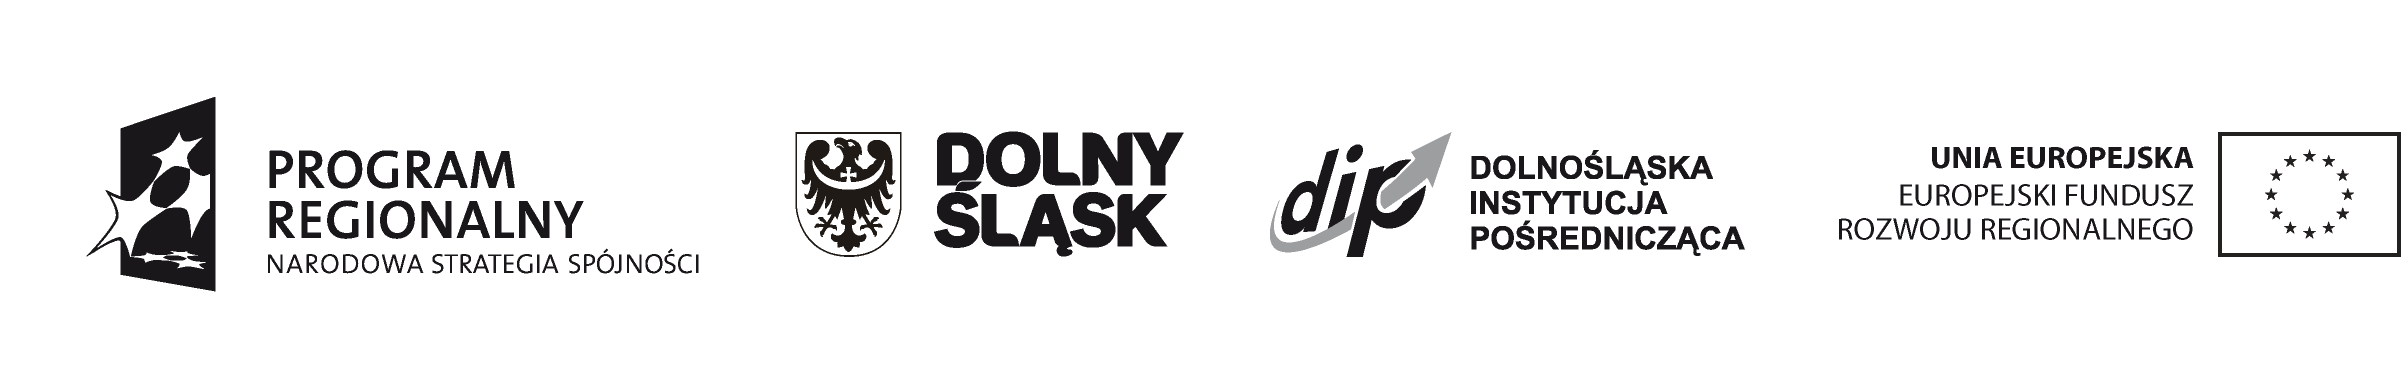 PROGRAM
REGIONALNY
NARODOWA STRATEGIA SPÓJNOŚCI
DOLNY
ŚLĄSK
dip
DOLNOŚLĄSKA
INSTYTUCJA
POŚREDNICZĄCA
UNIA EUROPEJSKA
EUROPEJSKI FUNDUSZ
ROZWOJU REGIONALNEGO